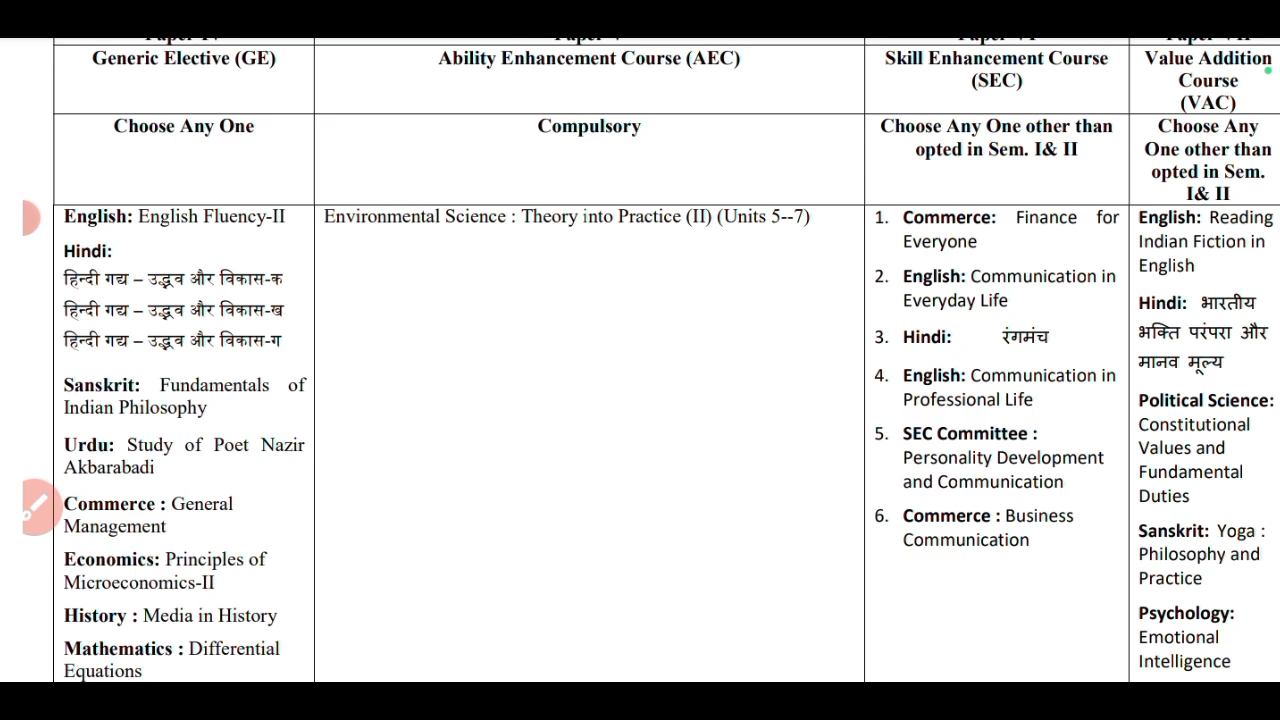 Generic Elective (GE)
Ability Enhancement Course (AEC)
Skill Enhancement Course
(SEC)
Value Addition
Course
(VAC)
Choose Any One
Compulsory
Choose Any One other than
opted in Sem. I& II
Choose Any
One other than
opted in Sem.
I& II
English: English Fluency-II
Hindi:
हिन्दी गद्य – उद्भव और विकास-क
हिन्दी गद्य – उद्भव और विकास-ख
हिन्दी गद्य – उद्भव और विकास-ग
Sanskrit: Fundamentals of
Indian Philosophy
Urdu: Study of Poet Nazir
Akbarabadi
Commerce : General
Management
Economics: Principles of
Microeconomics-II
History : Media in History
Mathematics : Differential
Equations
Environmental Science : Theory into Practice (II) (Units 5--7)
1. Commerce: Finance for
Everyone
2. English: Communication in
Everyday Life
3. Hindi: रंगमंच
4. English: Communication in
Professional Life
5. SEC Committee :
Personality Development
and Communication
6. Commerce : Business
Communication
English: Reading
Indian Fiction in
English
Hindi: भारतीय
भक्ति परंपरा और
मानव मूल्य
Political Science:
Constitutional
Values and
Fundamental
Duties
Sanskrit: Yoga :
Philosophy and
Practice
Psychology:
Emotional
Intelligence